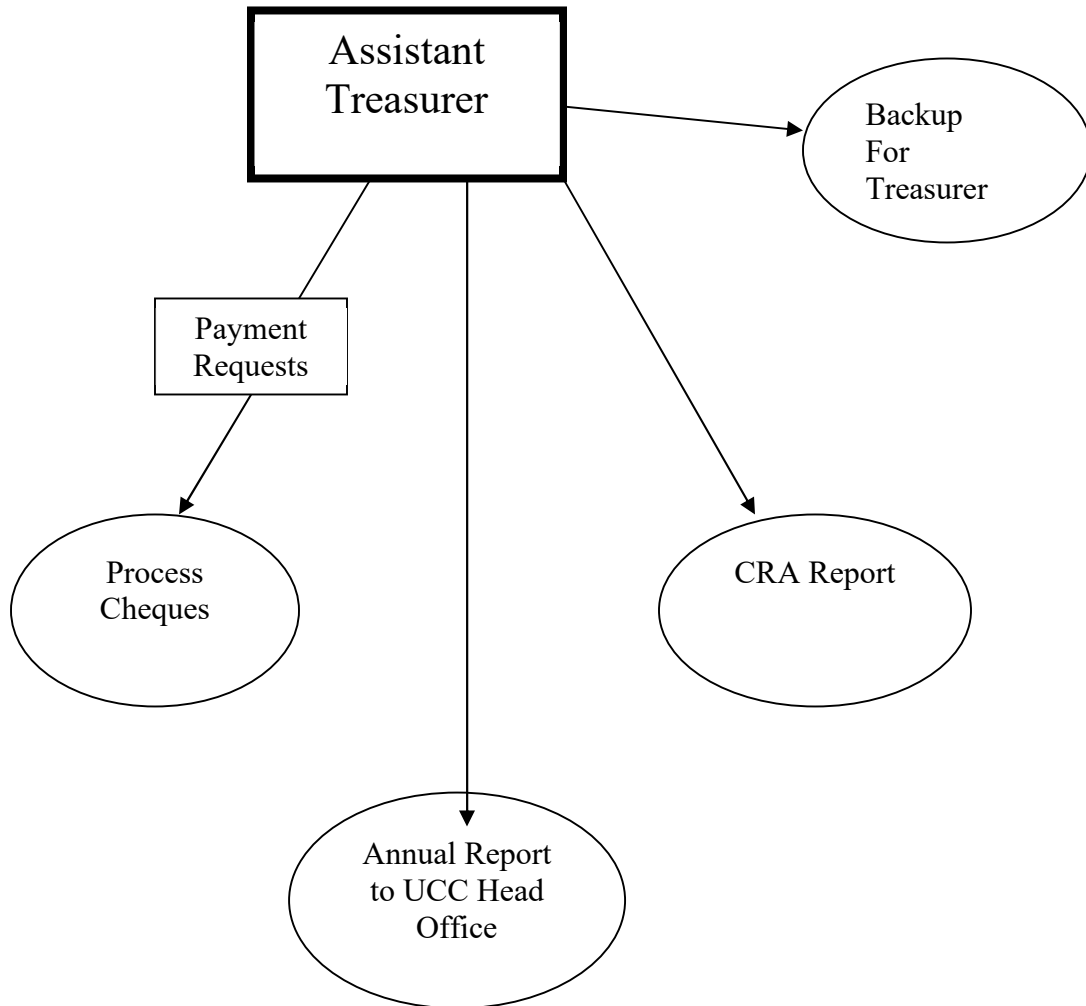 Assistant
Treasurer
Backup
For
Treasurer
Payment
Requests
Process
Cheques
CRA Report
Annual Report
to UCC Head
Office